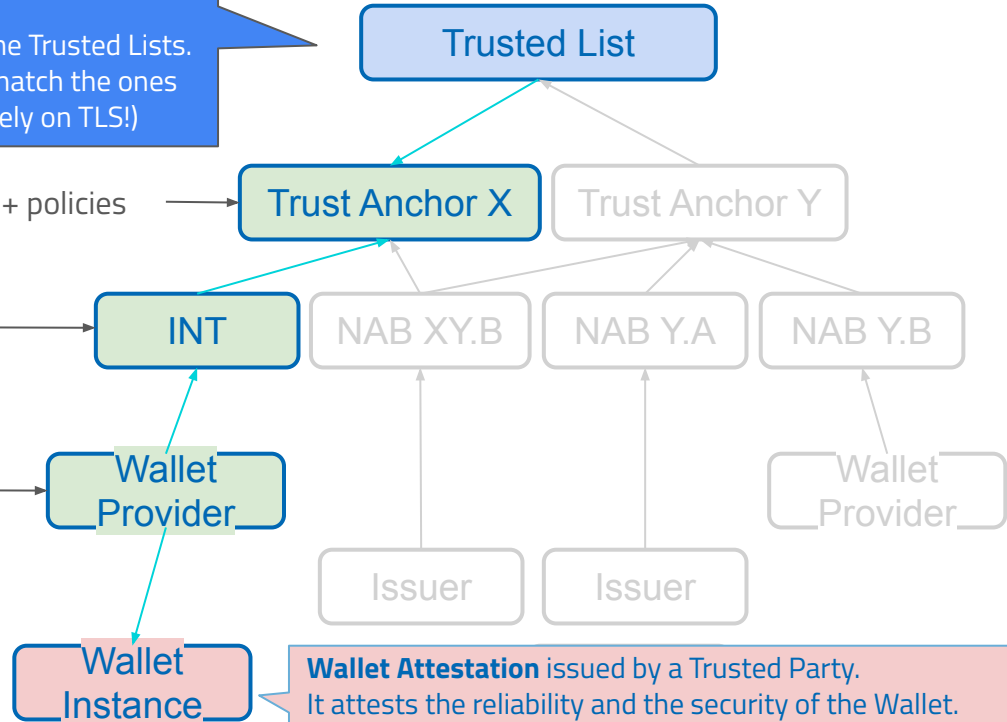 he Trusted Lists.
match the ones
ely on TLS!)
Trusted List
+ policies
Trust Anchor X
Trust Anchor Y
INT
NAB XY.B
NAB Y.A
NAB Y.B
Wallet
Provider
Wallet
Provider
Issuer
Issuer
Wallet
Instance
Wallet Attestation issued by a Trusted Party.
It attests the reliability and the security of the Wallet.